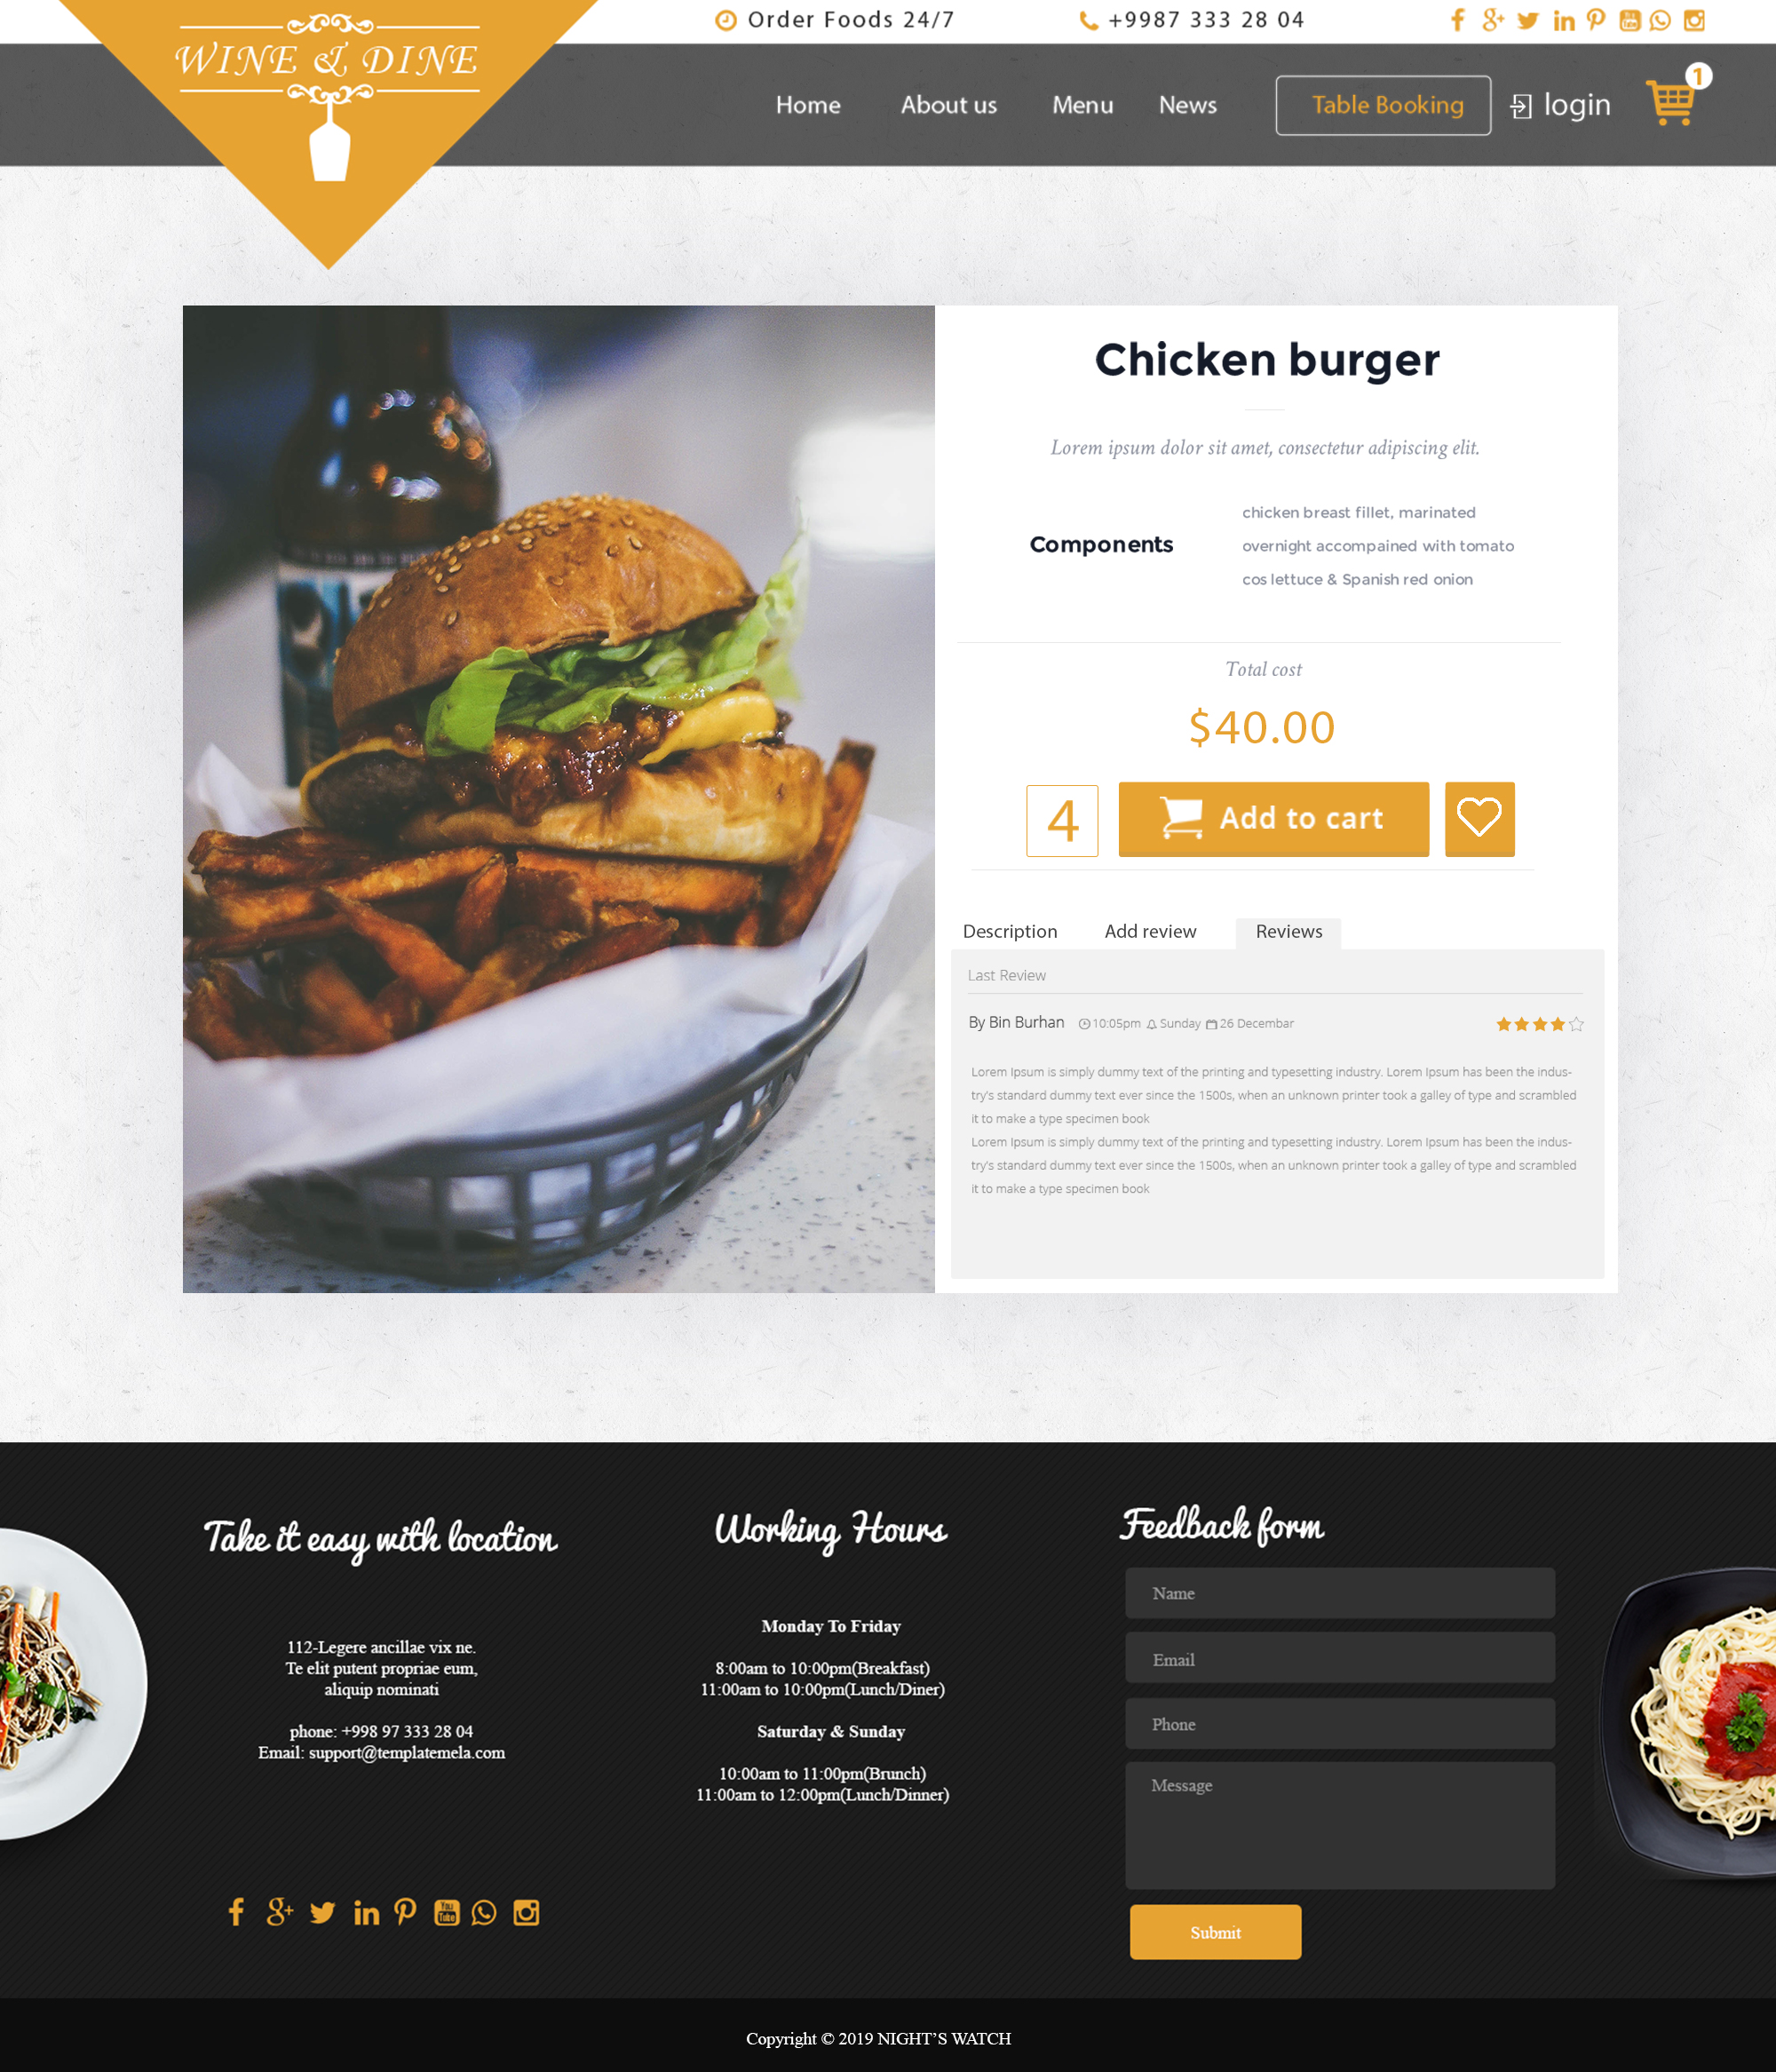 Order Foods 24/7
+9987 333 28 04
WINE & DINE
Home About us Menu News Table Booking login 1
Chicken burger
Lorem ipsum dolor sit amet, consectetur adipiscing elit.
Components
chicken breast fillet, marinated
overnight accompained with tomato
cos lettuce & Spanish red onion
Total cost
$40.00
4 Add to cart
Description Add review Reviews
Last Review
By Bin Burhan 10:05pm Sunday 26 Decembar
Lorem Ipsum is simply dummy text of the printing and typesetting industry. Lorem Ipsum has been the indus-
try's standard dummy text ever since the 1500s, when an unknown printer took a galley of type and scrambled
it to make a type specimen book
Lorem Ipsum is simply dummy text of the printing and typesetting industry. Lorem Ipsum has been the indus-
try's standard dummy text ever since the 1500s, when an unknown printer took a galley of type and scrambled
it to make a type specimen book
Take it easy with location
112-Legere ancillae vix ne.
Te elit putent propriae eum,
aliquip nominati
phone: +998 97 333 28 04
Email: support@templatemela.com
Working Hours
Monday To Friday
8:00am to 10:00pm(Breakfast)
11:00am to 10:00pm(Lunch/Diner)
Saturday & Sunday
10:00am to 11:00pm(Brunch)
11:00am to 12:00pm(Lunch/Dinner)
Feedback form
Name
Email
Phone
Message
Submit
Copyright © 2019 NIGHT'S WATCH